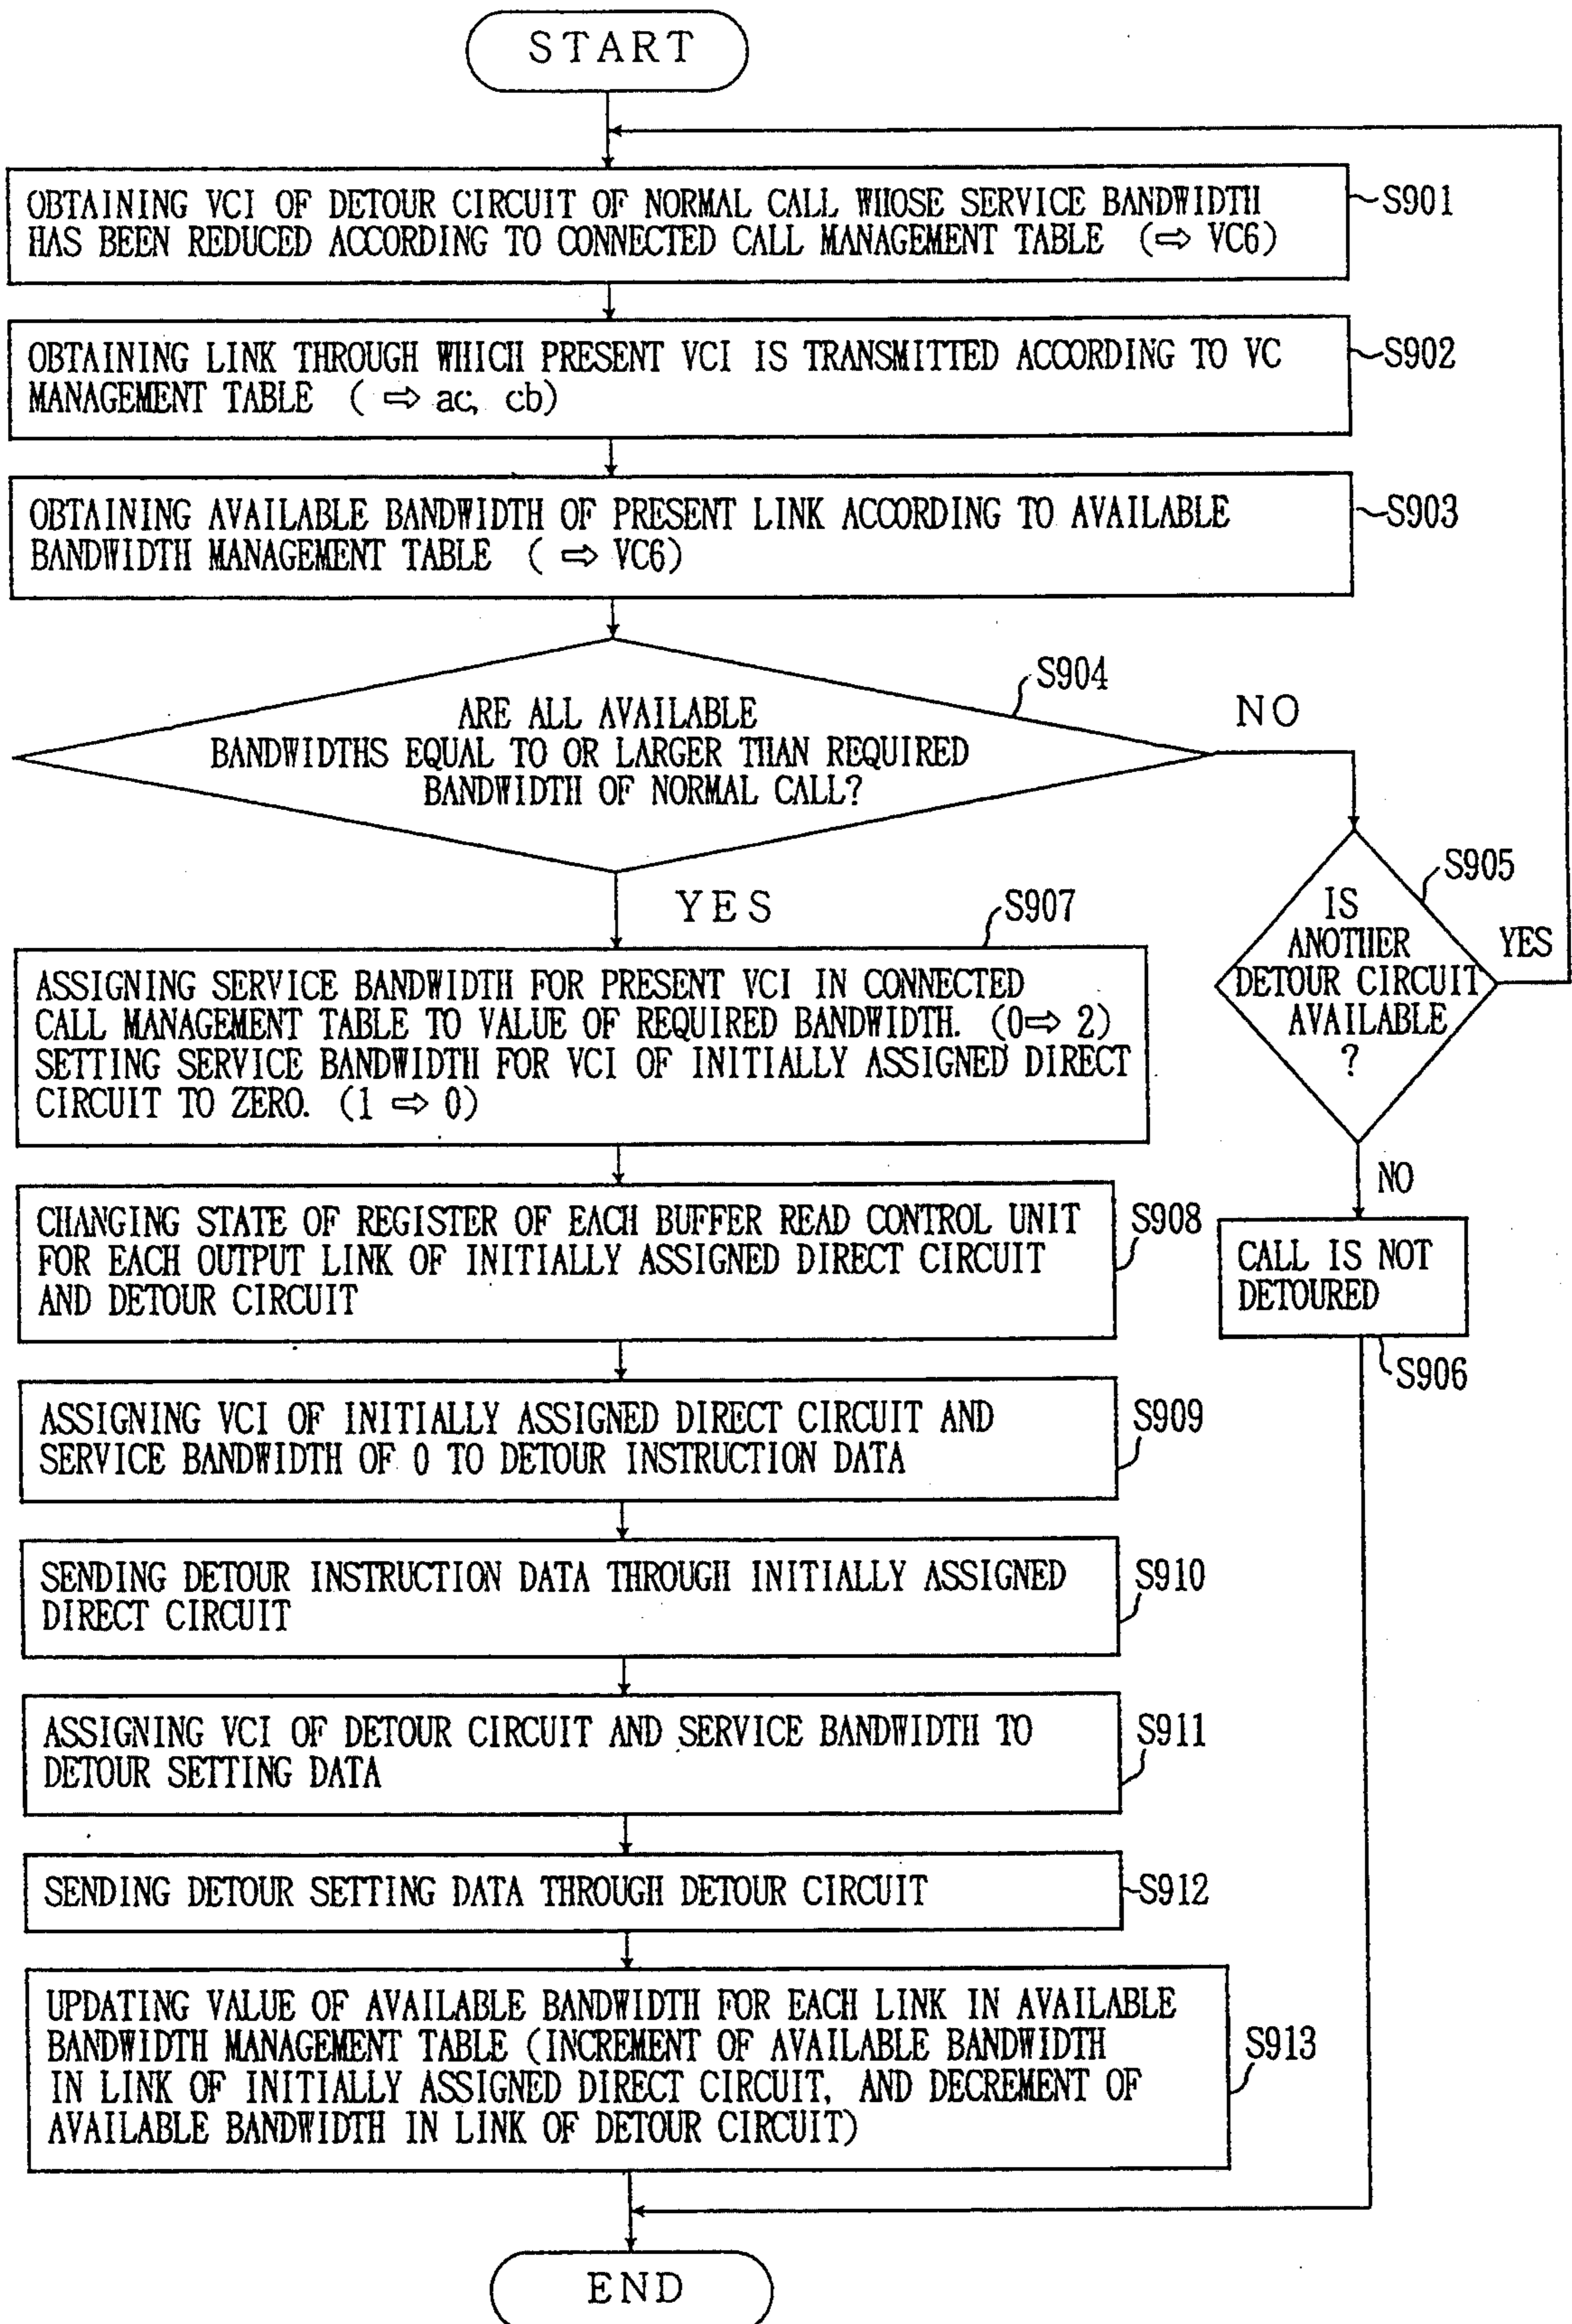 START
OBTAINING VCI OF DETOUR CIRCUIT OF NORMAL CALL WHOSE SERVICE BANDWIDTH
HAS BEEN REDUCED ACCORDING TO CONNECTED CALL MANAGEMENT TABLE (⇨ VC6)
S901
OBTAINING LINK THROUGH WHICH PRESENT VCI IS TRANSMITTED ACCORDING TO VC
MANAGEMENT TABLE ( ⇨ ac, cb)
S902
OBTAINING AVAILABLE BANDWIDTH OF PRESENT LINK ACCORDING TO AVAILABLE
BANDWIDTH MANAGEMENT TABLE ( ⇨ VC6)
S903
S904
ARE ALL AVAILABLE
BANDWIDTHS EQUAL TO OR LARGER THAN REQUIRED
BANDWIDTH OF NORMAL CALL?
NO
YES
S905
IS
ANOTHER
DETOUR CIRCUIT
AVAILABLE
?
YES
NO
CALL IS NOT
DETOURED
S906
S907
ASSIGNING SERVICE BANDWIDTH FOR PRESENT VCI IN CONNECTED
CALL MANAGEMENT TABLE TO VALUE OF REQUIRED BANDWIDTH. (0⇨ 2)
SETTING SERVICE BANDWIDTH FOR VCI OF INITIALLY ASSIGNED DIRECT
CIRCUIT TO ZERO. (1 ⇨ 0)
CHANGING STATE OF REGISTER OF EACH BUFFER READ CONTROL UNIT
FOR EACH OUTPUT LINK OF INITIALLY ASSIGNED DIRECT CIRCUIT
AND DETOUR CIRCUIT
S908
ASSIGNING VCI OF INITIALLY ASSIGNED DIRECT CIRCUIT AND
SERVICE BANDWIDTH OF 0 TO DETOUR INSTRUCTION DATA
S909
SENDING DETOUR INSTRUCTION DATA THROUGH INITIALLY ASSIGNED
DIRECT CIRCUIT
S910
ASSIGNING VCI OF DETOUR CIRCUIT AND SERVICE BANDWIDTH TO
DETOUR SETTING DATA
S911
SENDING DETOUR SETTING DATA THROUGH DETOUR CIRCUIT
S912
UPDATING VALUE OF AVAILABLE BANDWIDTH FOR EACH LINK IN AVAILABLE
BANDWIDTH MANAGEMENT TABLE (INCREMENT OF AVAILABLE BANDWIDTH
IN LINK OF INITIALLY ASSIGNED DIRECT CIRCUIT, AND DECREMENT OF
AVAILABLE BANDWIDTH IN LINK OF DETOUR CIRCUIT)
S913
END